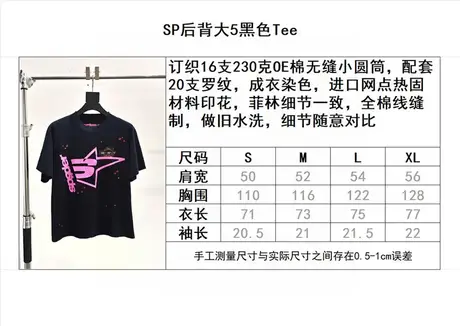 SP后背大5黑色Tee
订织16支230克OE棉无缝小圆筒，配套
20支罗纹，成衣染色，进口网点热固
材料印花，菲林细节一致，全棉线缝
制，做旧水洗，细节随意对比
尺码 S M L XL
肩宽 50 52 54 56
胸围 110 116 122 128
衣长 71 73 75 77
袖长 20.5 21 21.5 22
手工测量尺寸与实际尺寸之间存在0.5-1cm误差